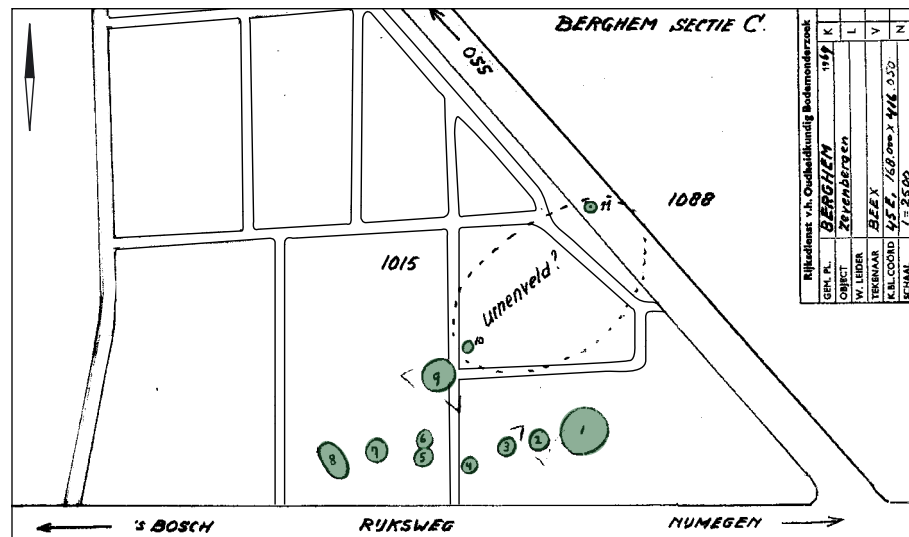 BERGHEM SECTIE C.
OSS
Rijksdienst v.h. Oudheidkundig Bodemonderzoek
GEM. PL. BERGHEM 1969 K
OBJECT Zevenbergen L
W. LEIDER
TEKENAAR BEEX V
K.BL.COÖRD 45E, 168.000 X 416.050
SCHAAL 1=2500 N
11
1088
1015
urnenveld?
10
9
8
7
6
5
4
3
2
1
's BOSCH
RIJKSWEG
NIJMEGEN